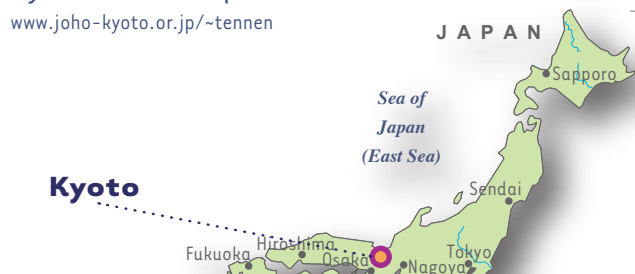 www.joho-kyoto.or.jp/~tennen
JAPAN
Sapporo
Sea of
Japan
(East Sea)
Kyoto
Sendai
Hiroshima
Tokyo
Fukuoka
Osaka
Nagoya